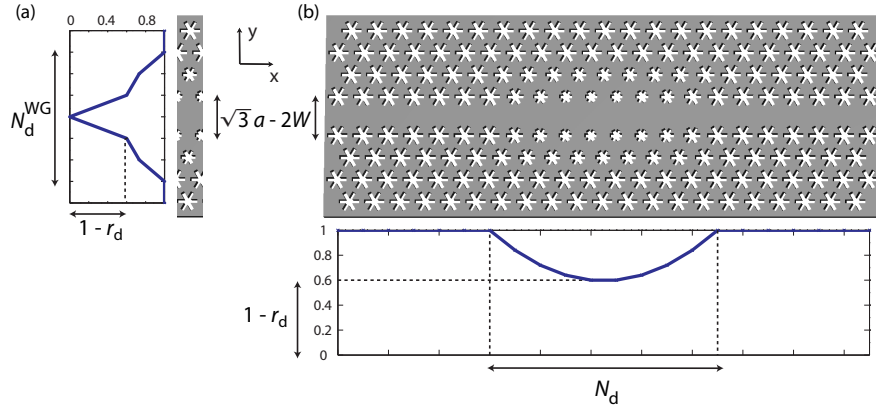 (a)
0 0.4 0.8
N_d^WG
1 - r_d
y
x
√3 a - 2W
(b)
1
0.8
0.6
0.4
0.2
0
1 - r_d
N_d